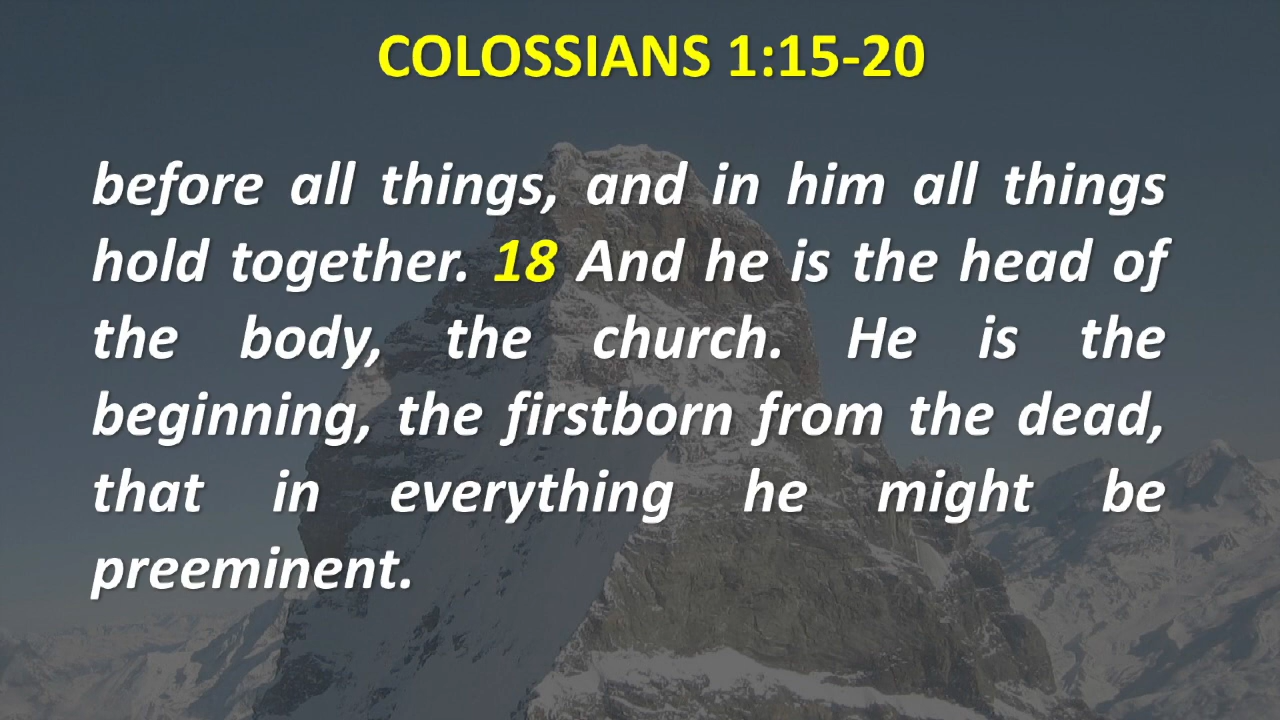 COLOSSIANS 1:15-20
before all things, and in him all things
hold together. 18 And he is the head of
the body, the church. He is the
beginning, the firstborn from the dead,
that in everything he might be
preeminent.